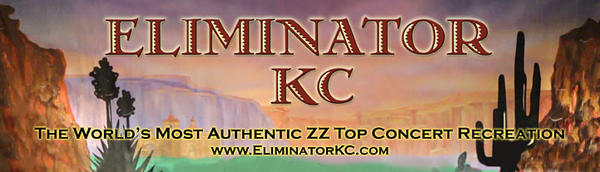 ELIMINATOR
KC
THE WORLD'S MOST AUTHENTIC ZZ TOP CONCERT RECREATION
WWW.ELIMINATORKC.COM